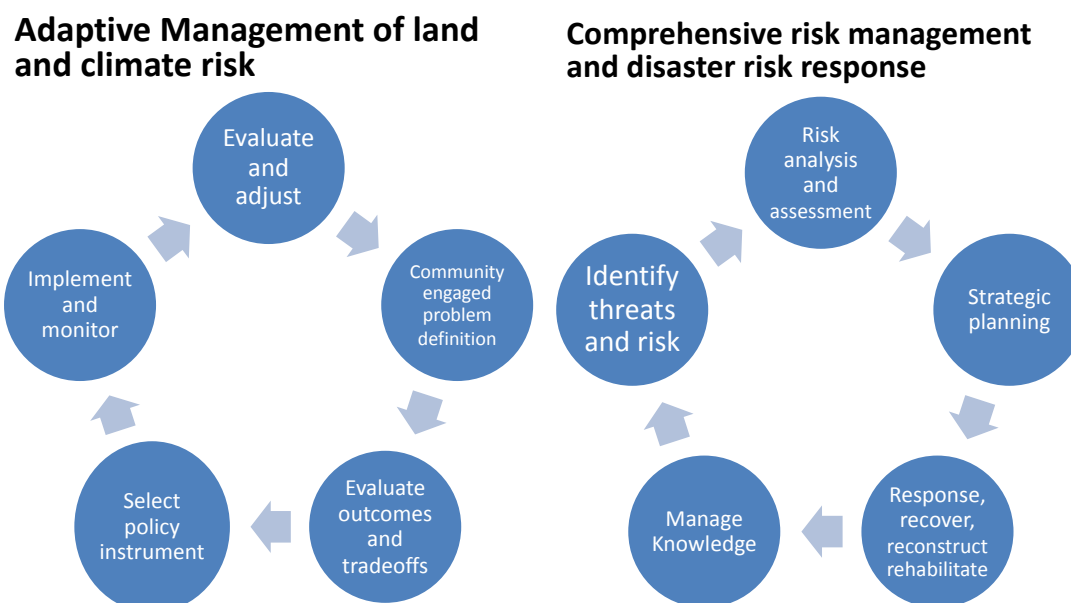 Adaptive Management of land
and climate risk
Evaluate
and
adjust
Community
engaged
problem
definition
Evaluate
outcomes
and
tradeoffs
Select
policy
instrument
Implement
and
monitor
Comprehensive risk management
and disaster risk response
Risk
analysis
and
assessment
Strategic
planning
Response,
recover,
reconstruct
rehabilitate
Manage
Knowledge
Identify
threats
and risk